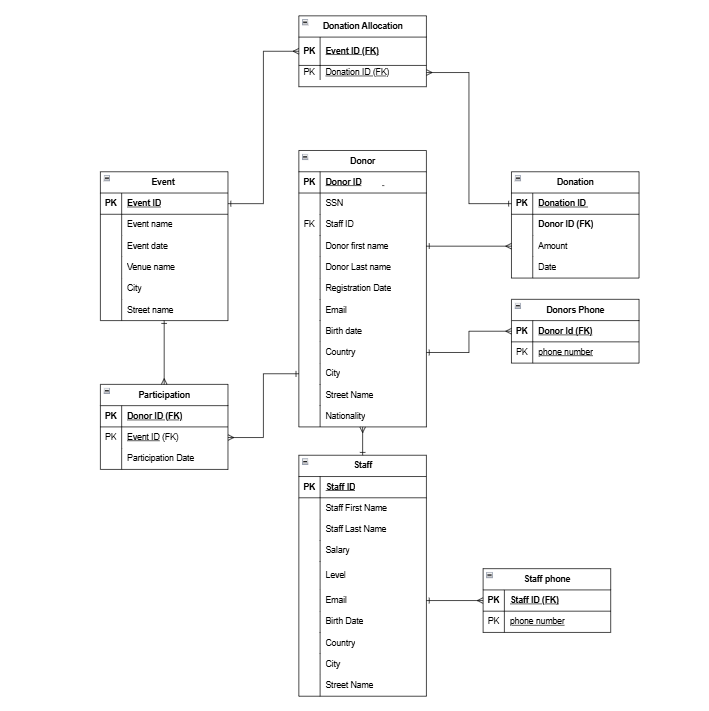 Donation Allocation
PK Event ID (FK)
PK Donation ID (FK)
Donor
PK Donor ID -
SSN
FK Staff ID
Donor first name
Donor Last name
Registration Date
Email
Birth date
Country
City
Street Name
Nationality
Event
PK Event ID
Event name
Event date
Venue name
City
Street name
Donation
PK Donation ID
Donor ID (FK)
Amount
Date
Donors Phone
PK Donor Id (FK)
PK phone number
Participation
PK Donor ID (FK)
PK Event ID (FK)
Participation Date
Staff
PK Staff ID
Staff First Name
Staff Last Name
Salary
Level
Email
Birth Date
Country
City
Street Name
Staff phone
PK Staff ID (FK)
PK phone number